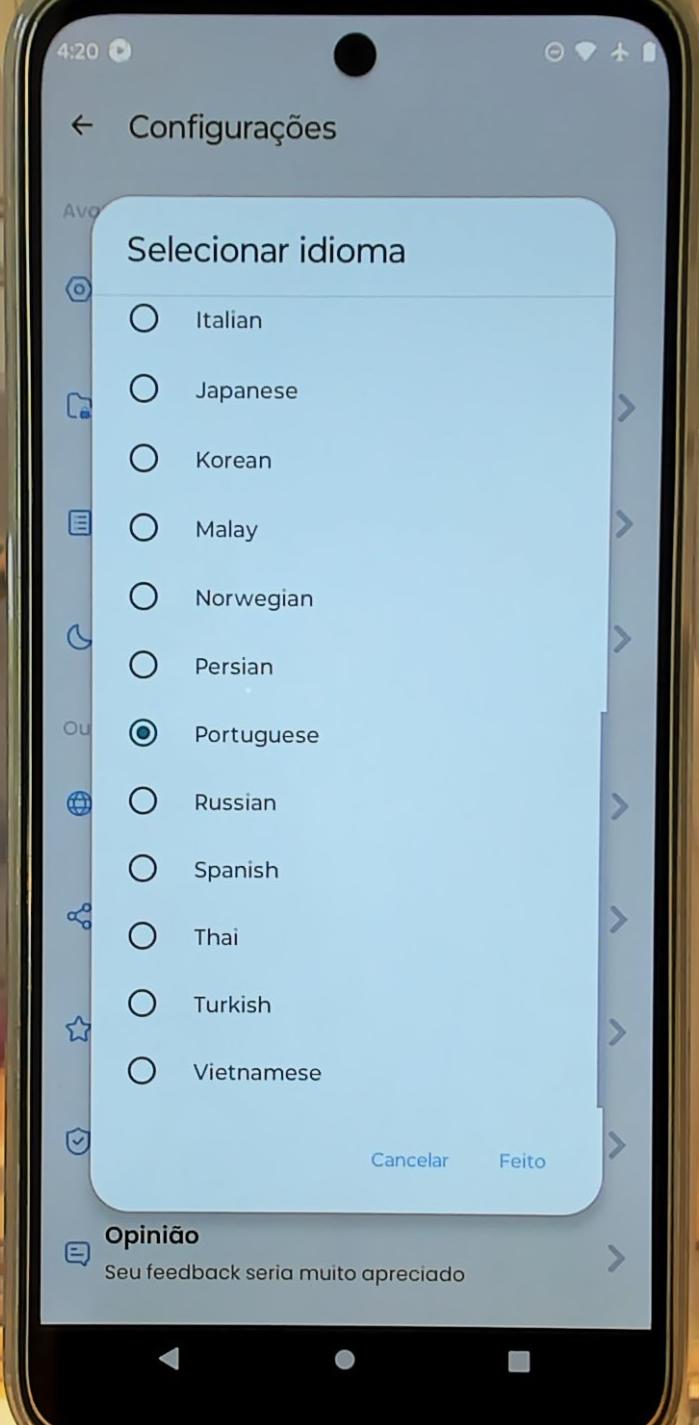 4:20
Configurações
Ava
Selecionar idioma
Italian
Japanese
Korean
Malay
Norwegian
Persian
Ou
Portuguese
Russian
Spanish
Thai
Turkish
Vietnamese
Cancelar Feito
Opinião
Seu feedback seria muito apreciado